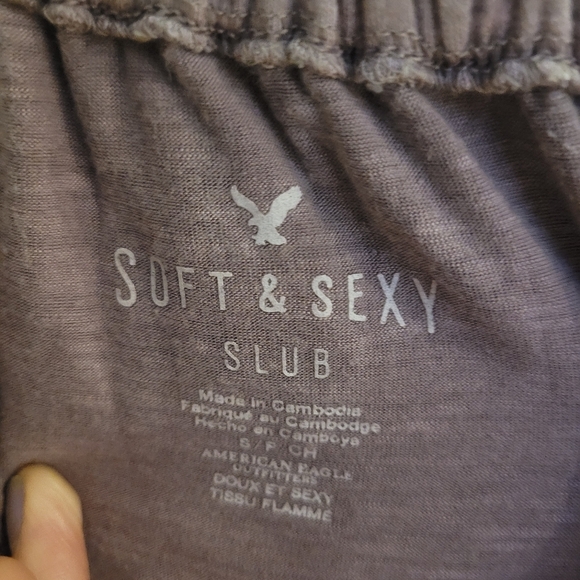 SOFT & SEXY
SLUB
Made in Cambodia
Fabriqué au Cambodge
Hecho en Camboya
S/P CH
AMERICAN EAGLE
OUTFITTERS
DOUX ET SEXY
TISSU FLAMMÉ